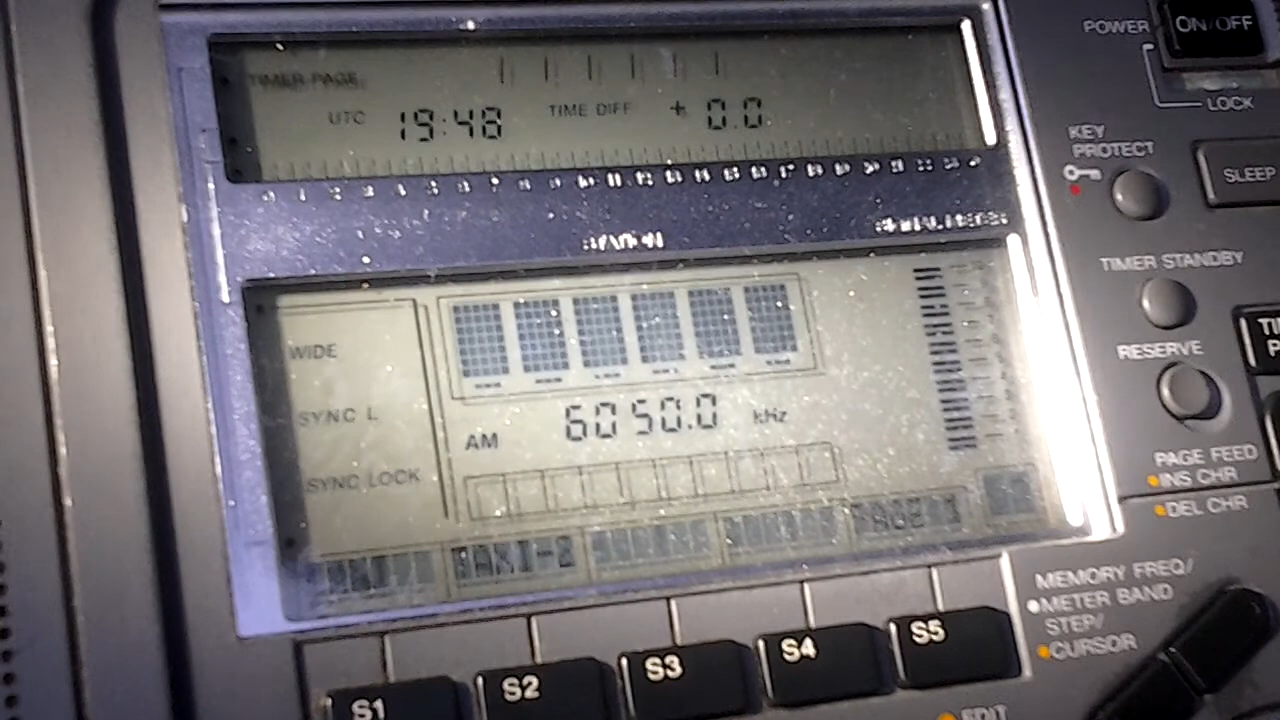 POWER ON/OFF
LOCK
TIMER PAGE
UTC 19:48 TIME DIFF + 0.0
KEY
PROTECT
SLEEP
STATION
TIMER STANDBY
RESERVE
WIDE
SYNC L
SYNC LOCK
AM 6050.0 kHz
PAGE FEED
INS CHR
DEL CHR
MEMORY FREQ/
METER BAND
STEP/
CURSOR
S1 S2 S3 S4 S5
EDIT